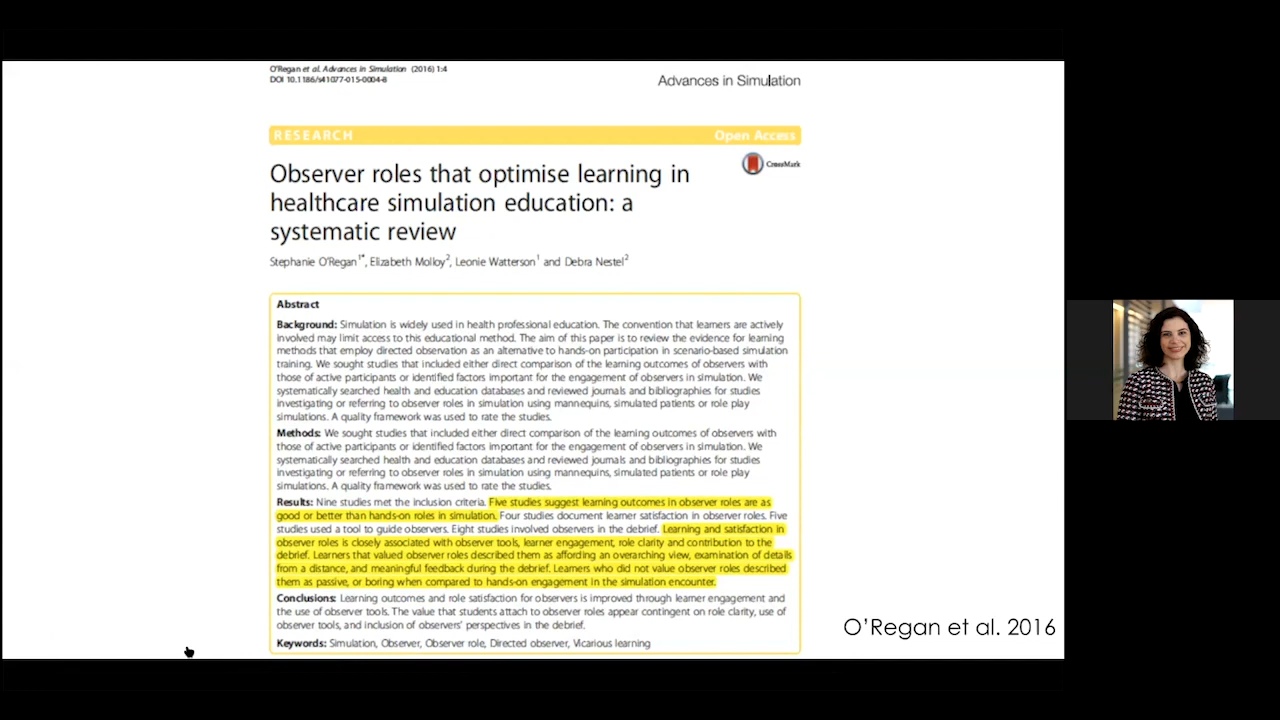 O'Regan et al. Advances in Simulation (2016) 1:4
DOI 10.1186/s41077-015-0004-8
Advances in Simulation
RESEARCH
Open Access
CrossMark
Observer roles that optimise learning in
healthcare simulation education: a
systematic review
Stephanie O'Regan1*, Elizabeth Molloy2, Leonie Watterson1 and Debra Nestel2
Abstract
Background: Simulation is widely used in health professional education. The convention that learners are actively
involved may limit access to this educational method. The aim of this paper is to review the evidence for learning
methods that employ directed observation as an alternative to hands-on participation in scenario-based simulation
training. We sought studies that included either direct comparison of the learning outcomes of observers with
those of active participants or identified factors important for the engagement of observers in simulation. We
systematically searched health and education databases and reviewed journals and bibliographies for studies
investigating or referring to observer roles in simulation using mannequins, simulated patients or role play
simulations. A quality framework was used to rate the studies.
Methods: We sought studies that included either direct comparison of the learning outcomes of observers with
those of active participants or identified factors important for the engagement of observers in simulation. We
systematically searched health and education databases and reviewed journals and bibliographies for studies
investigating or referring to observer roles in simulation using mannequins, simulated patients or role play
simulations. A quality framework was used to rate the studies.
Results: Nine studies met the inclusion criteria. Five studies suggest learning outcomes in observer roles are as
good or better than hands-on roles in simulation. Four studies document learner satisfaction in observer roles. Five
studies used a tool to guide observers. Eight studies involved observers in the debrief. Learning and satisfaction in
observer roles is closely associated with observer tools, learner engagement, role clarity and contribution to the
debrief. Learners that valued observer roles described them as affording an overarching view, examination of details
from a distance, and meaningful feedback during the debrief. Learners who did not value observer roles described
them as passive, or boring when compared to hands-on engagement in the simulation encounter.
Conclusions: Learning outcomes and role satisfaction for observers is improved through learner engagement and
the use of observer tools. The value that students attach to observer roles appear contingent on role clarity, use of
observer tools, and inclusion of observers' perspectives in the debrief.
Keywords: Simulation, Observer, Observer role, Directed observer, Vicarious learning
O'Regan et al. 2016